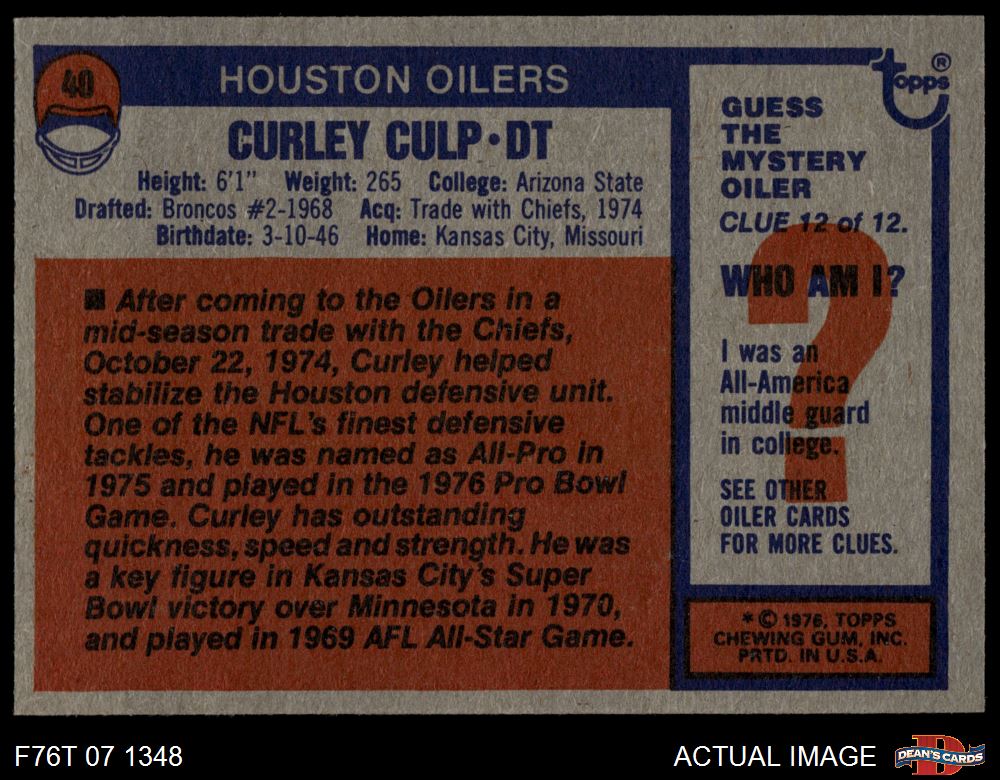 40
HOUSTON OILERS
CURLEY CULP • DT
Height: 6'1" Weight: 265 College: Arizona State
Drafted: Broncos #2-1968 Acq: Trade with Chiefs, 1974
Birthdate: 3-10-46 Home: Kansas City, Missouri
■ After coming to the Oilers in a
mid-season trade with the Chiefs,
October 22, 1974, Curley helped
stabilize the Houston defensive unit.
One of the NFL's finest defensive
tackles, he was named as All-Pro in
1975 and played in the 1976 Pro Bowl
Game. Curley has outstanding
quickness, speed and strength. He was
a key figure in Kansas City's Super
Bowl victory over Minnesota in 1970,
and played in 1969 AFL All-Star Game.
topps ®
GUESS
THE
MYSTERY
OILER
CLUE 12 of 12.
WHO AM I?
?
I was an
All-America
middle guard
in college.
SEE OTHER
OILER CARDS
FOR MORE CLUES.
* © 1976, TOPPS
CHEWING GUM, INC.
PRTD. IN U.S.A.
F76T 07 1348
ACTUAL IMAGE
D
DEAN'S CARDS